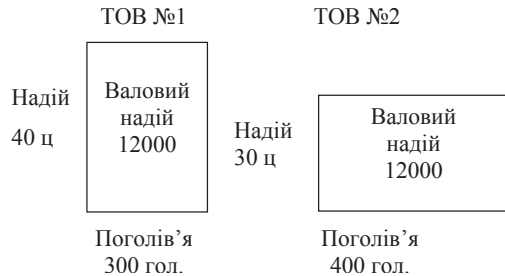 ТОВ №1
Надій
40 ц
Валовий
надій
12000
Поголів’я
300 гол.
ТОВ №2
Надій
30 ц
Валовий
надій
12000
Поголів’я
400 гол.